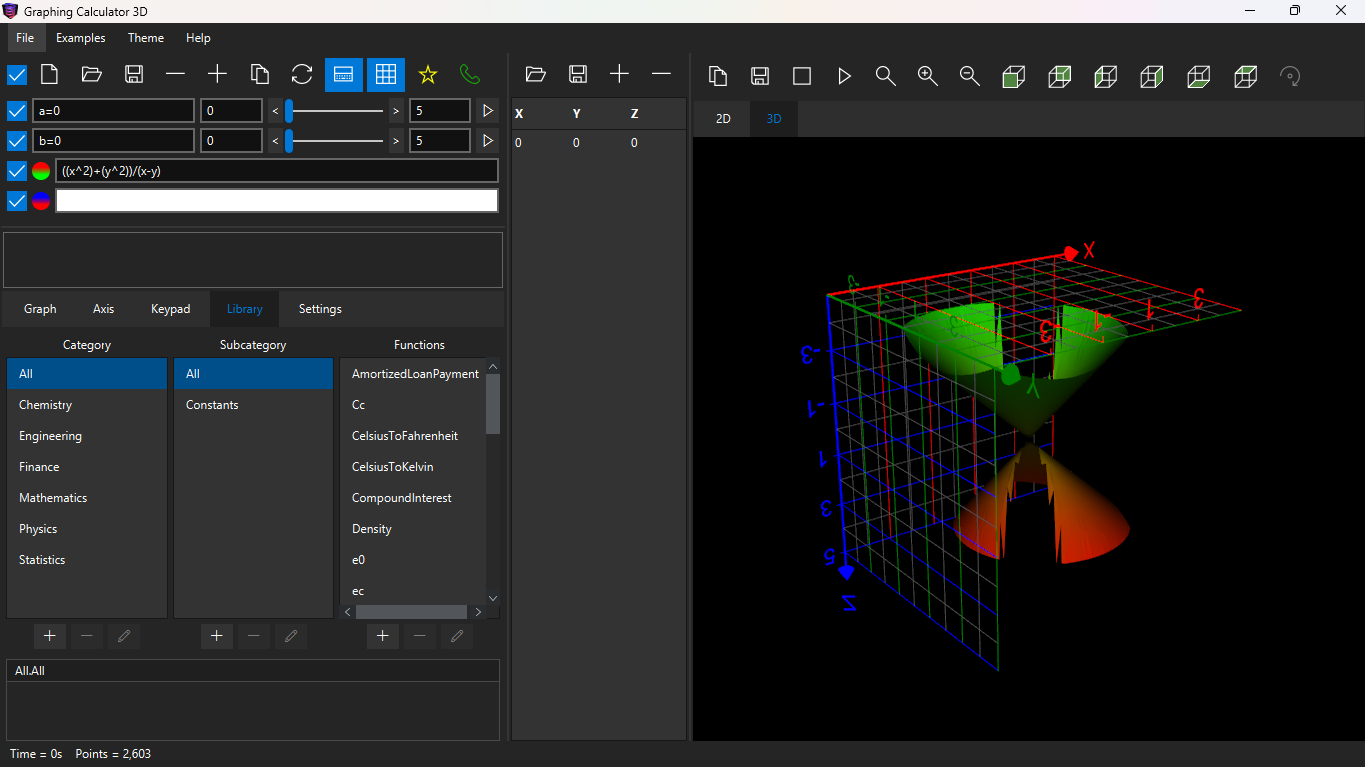 Graphing Calculator 3D
File Examples Theme Help
a=0 0 < > 5
b=0 0 < > 5
((x^2)+(y^2))/(x-y)
X Y Z
0 0 0
2D 3D
Graph Axis Keypad Library Settings
Category Subcategory Functions
All All AmortizedLoanPayment
Chemistry Constants Cc
Engineering CelsiusToFahrenheit
Finance CelsiusToKelvin
Mathematics CompoundInterest
Physics Density
Statistics e0
ec
All.All
X
3
1
-1
-3
Y
-3
-1
1
3
5
Z
Time = 0s Points = 2,603